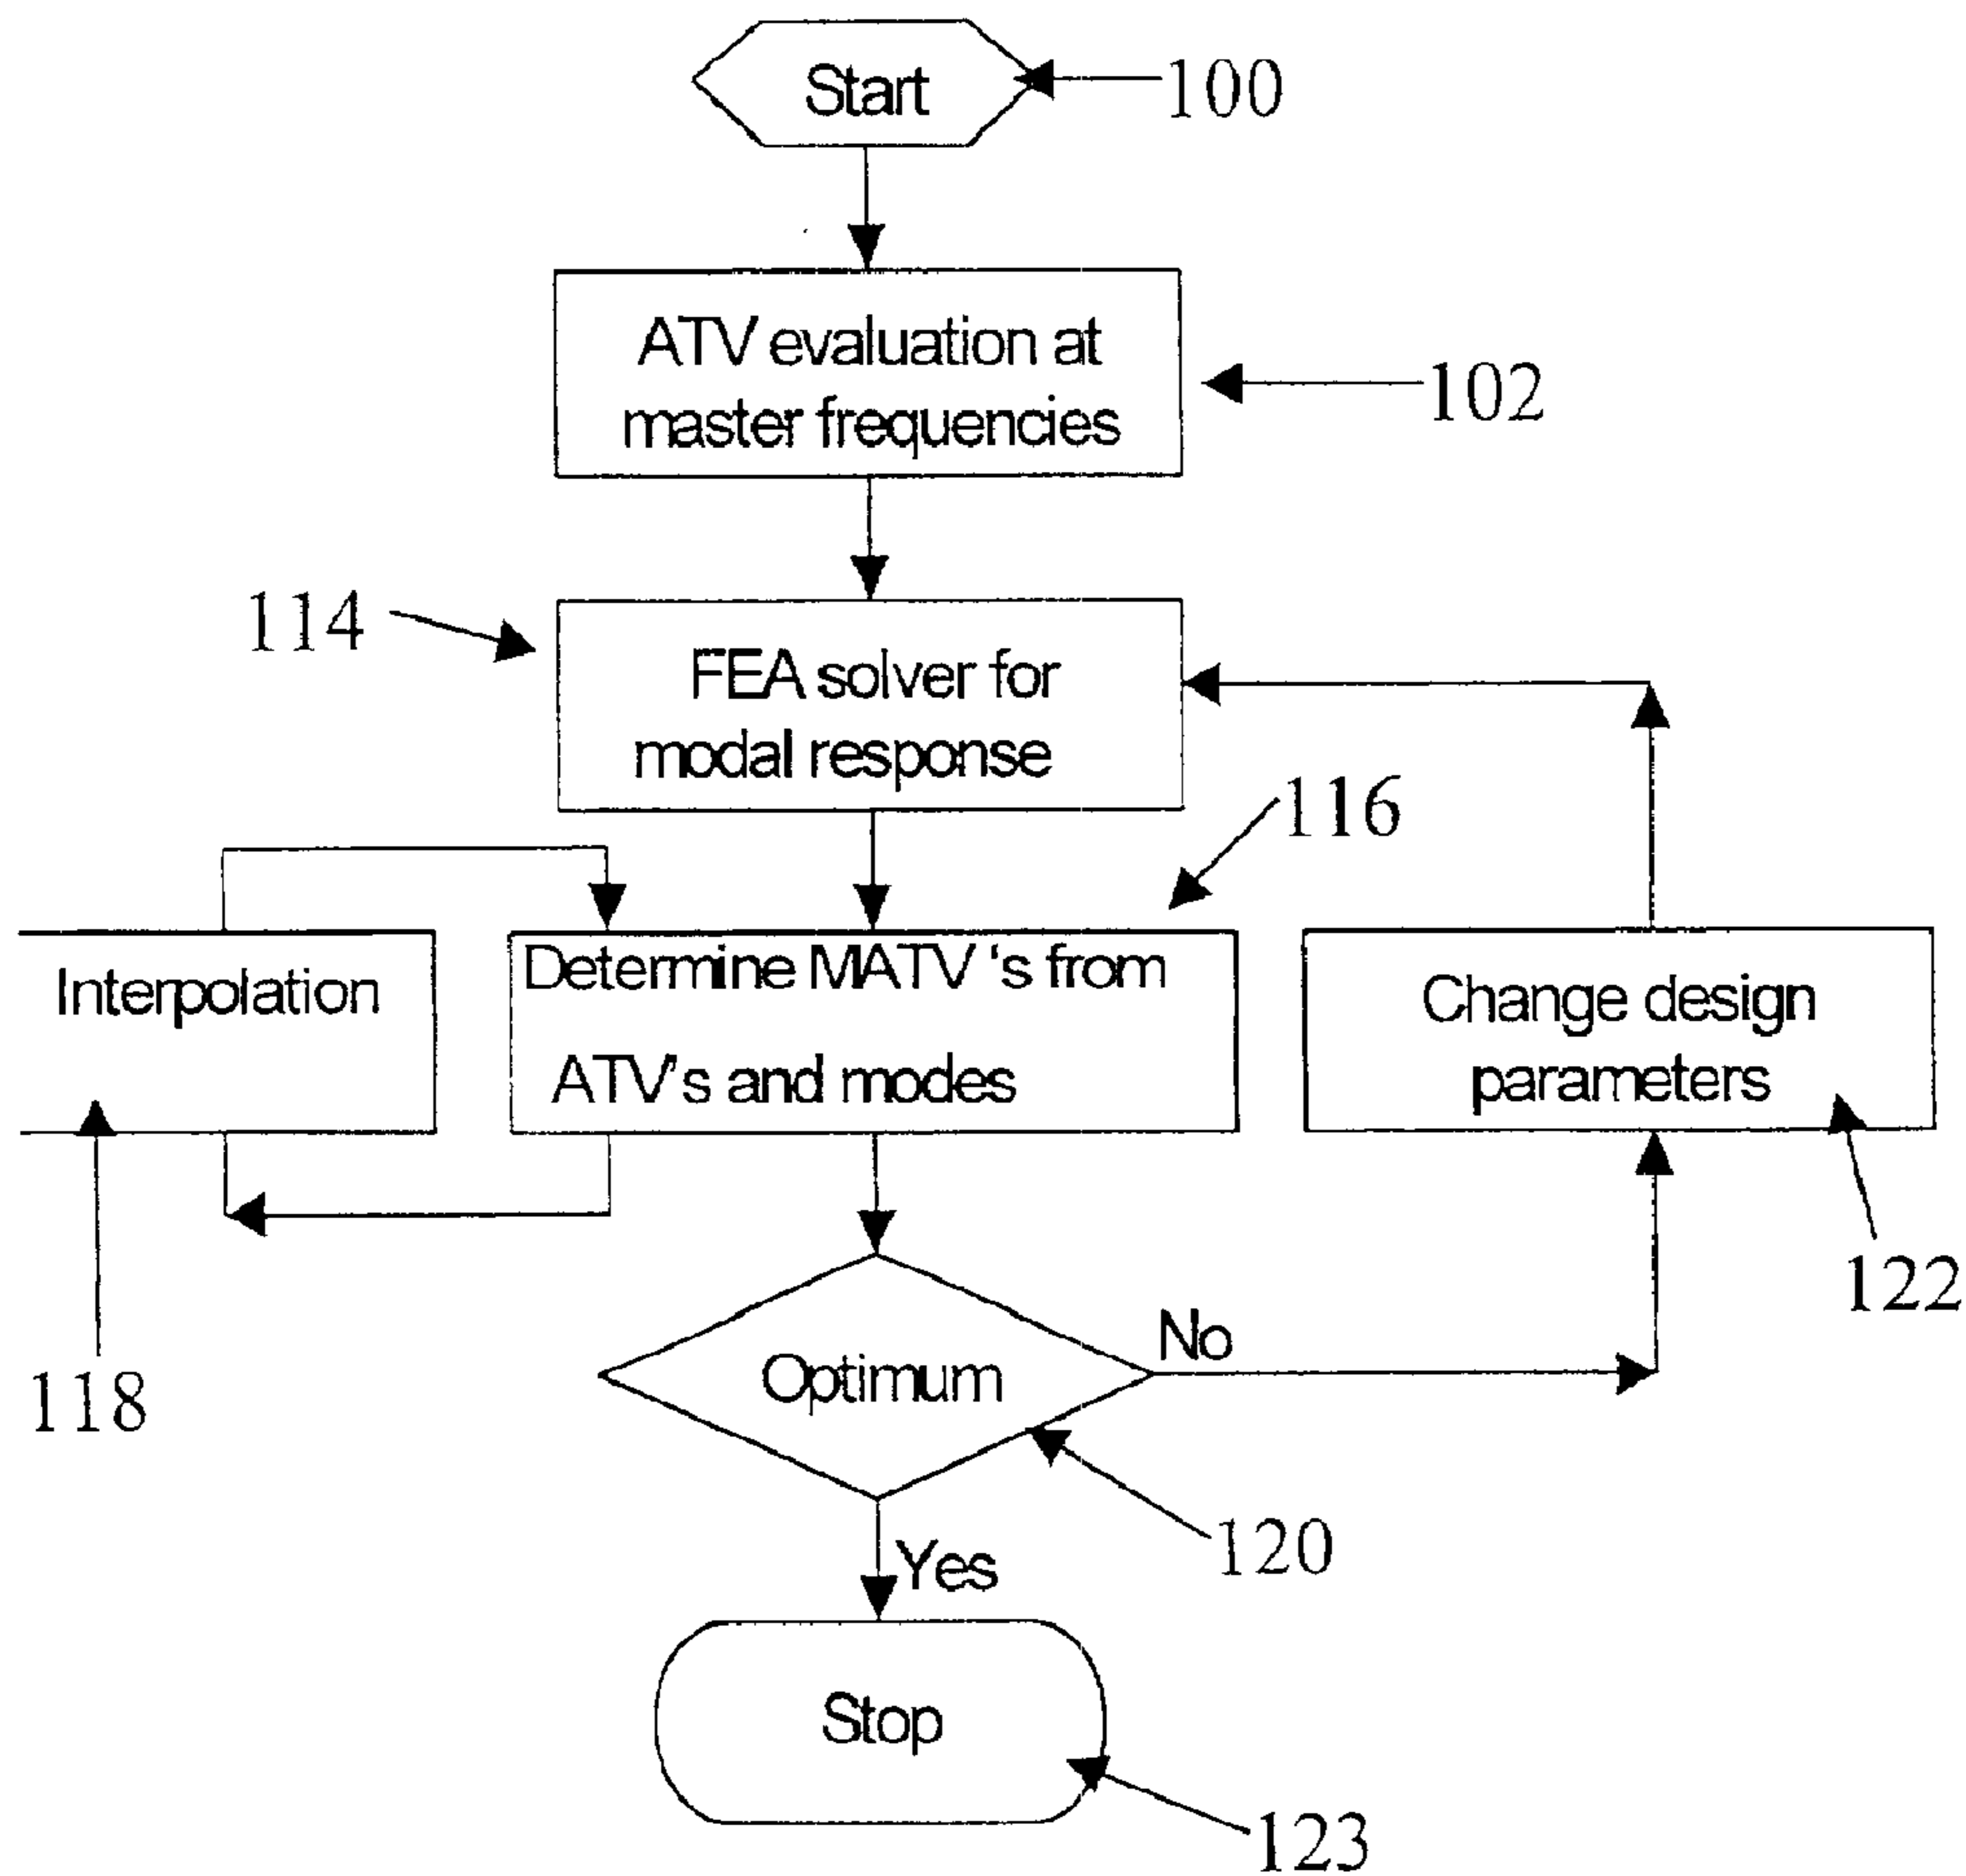 Start
100
ATV evaluation at
master frequencies
102
114
FEA solver for
modal response
116
Interpolation
Determine MATV 's from
ATV's and modes
Change design
parameters
118
122
Optimum
No
120
Yes
Stop
123